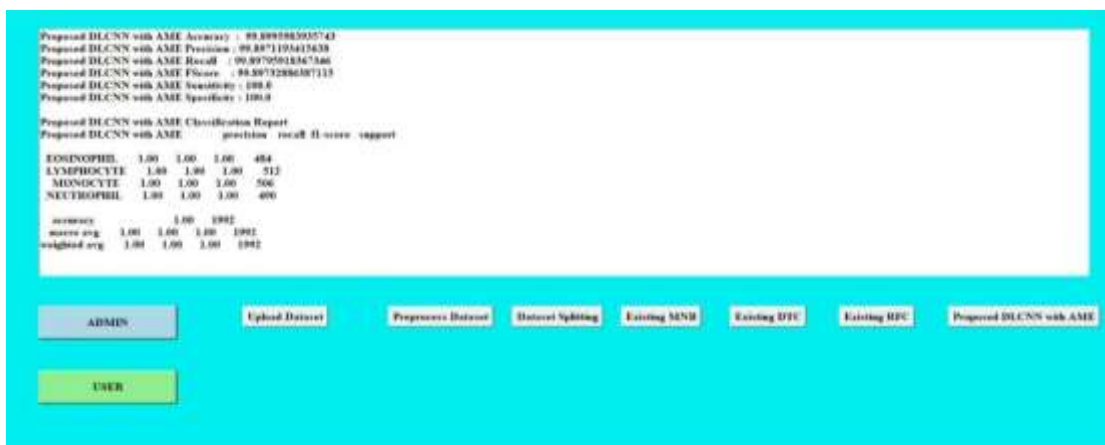 Proposed DLCNN with AME Accuracy : 99.8995983935743
Proposed DLCNN with AME Precision : 99.8971193415638
Proposed DLCNN with AME Recall : 99.89795918367346
Proposed DLCNN with AME FScore : 99.89732886387115
Proposed DLCNN with AME Sensitivity : 100.0
Proposed DLCNN with AME Specificity : 100.0
Proposed DLCNN with AME Classification Report
Proposed DLCNN with AME precision recall f1-score support
EOSINOPHIL 1.00 1.00 1.00 484
LYMPHOCYTE 1.00 1.00 1.00 512
MONOCYTE 1.00 1.00 1.00 506
NEUTROPHIL 1.00 1.00 1.00 490
accuracy 1.00 1992
macro avg 1.00 1.00 1.00 1992
weighted avg 1.00 1.00 1.00 1992
ADMIN Upload Dataset Preprocess Dataset Dataset Splitting Existing MNB Existing DTC Existing RFC Proposed DLCNN with AME
USER